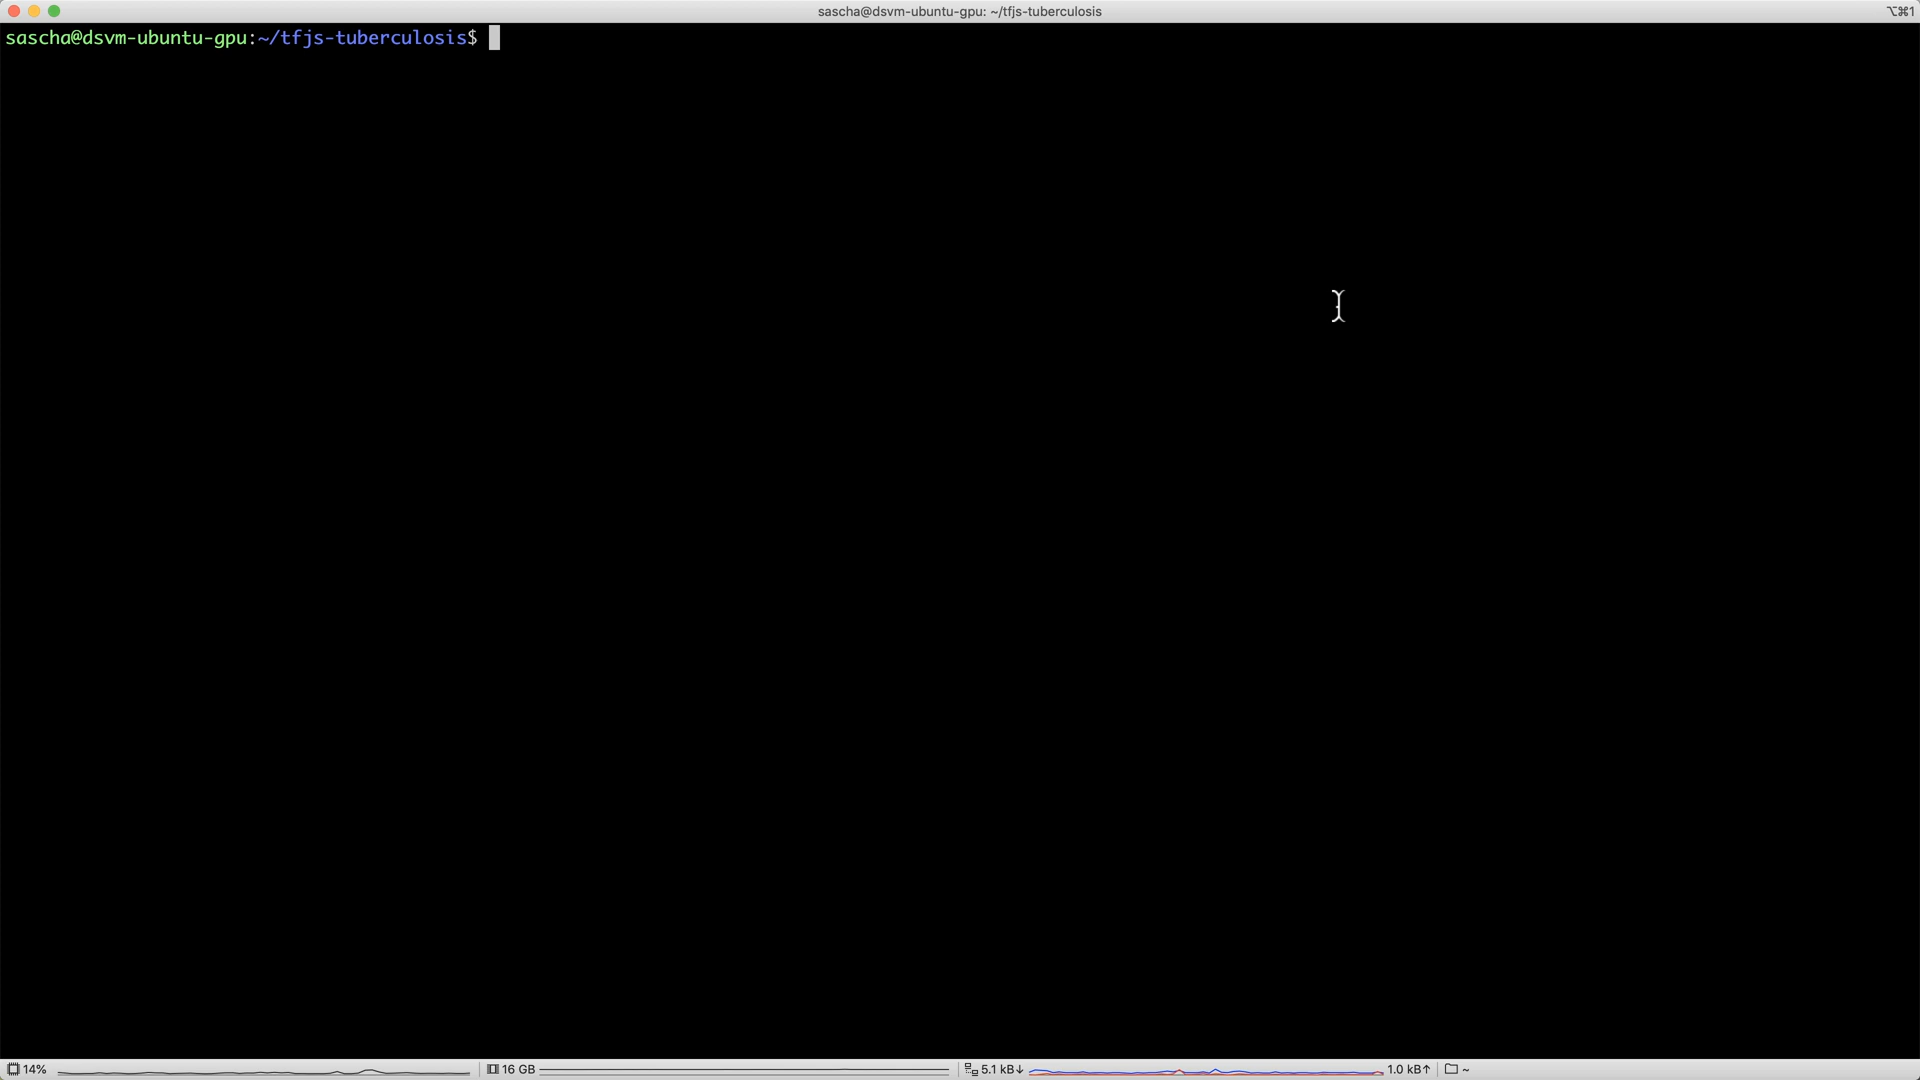 sascha@dsvm-ubuntu-gpu: ~/tfjs-tuberculosis
⌥⌘1
sascha@dsvm-ubuntu-gpu:~/tfjs-tuberculosis$
14%
16 GB
5.1 kB↓
1.0 kB↑
~